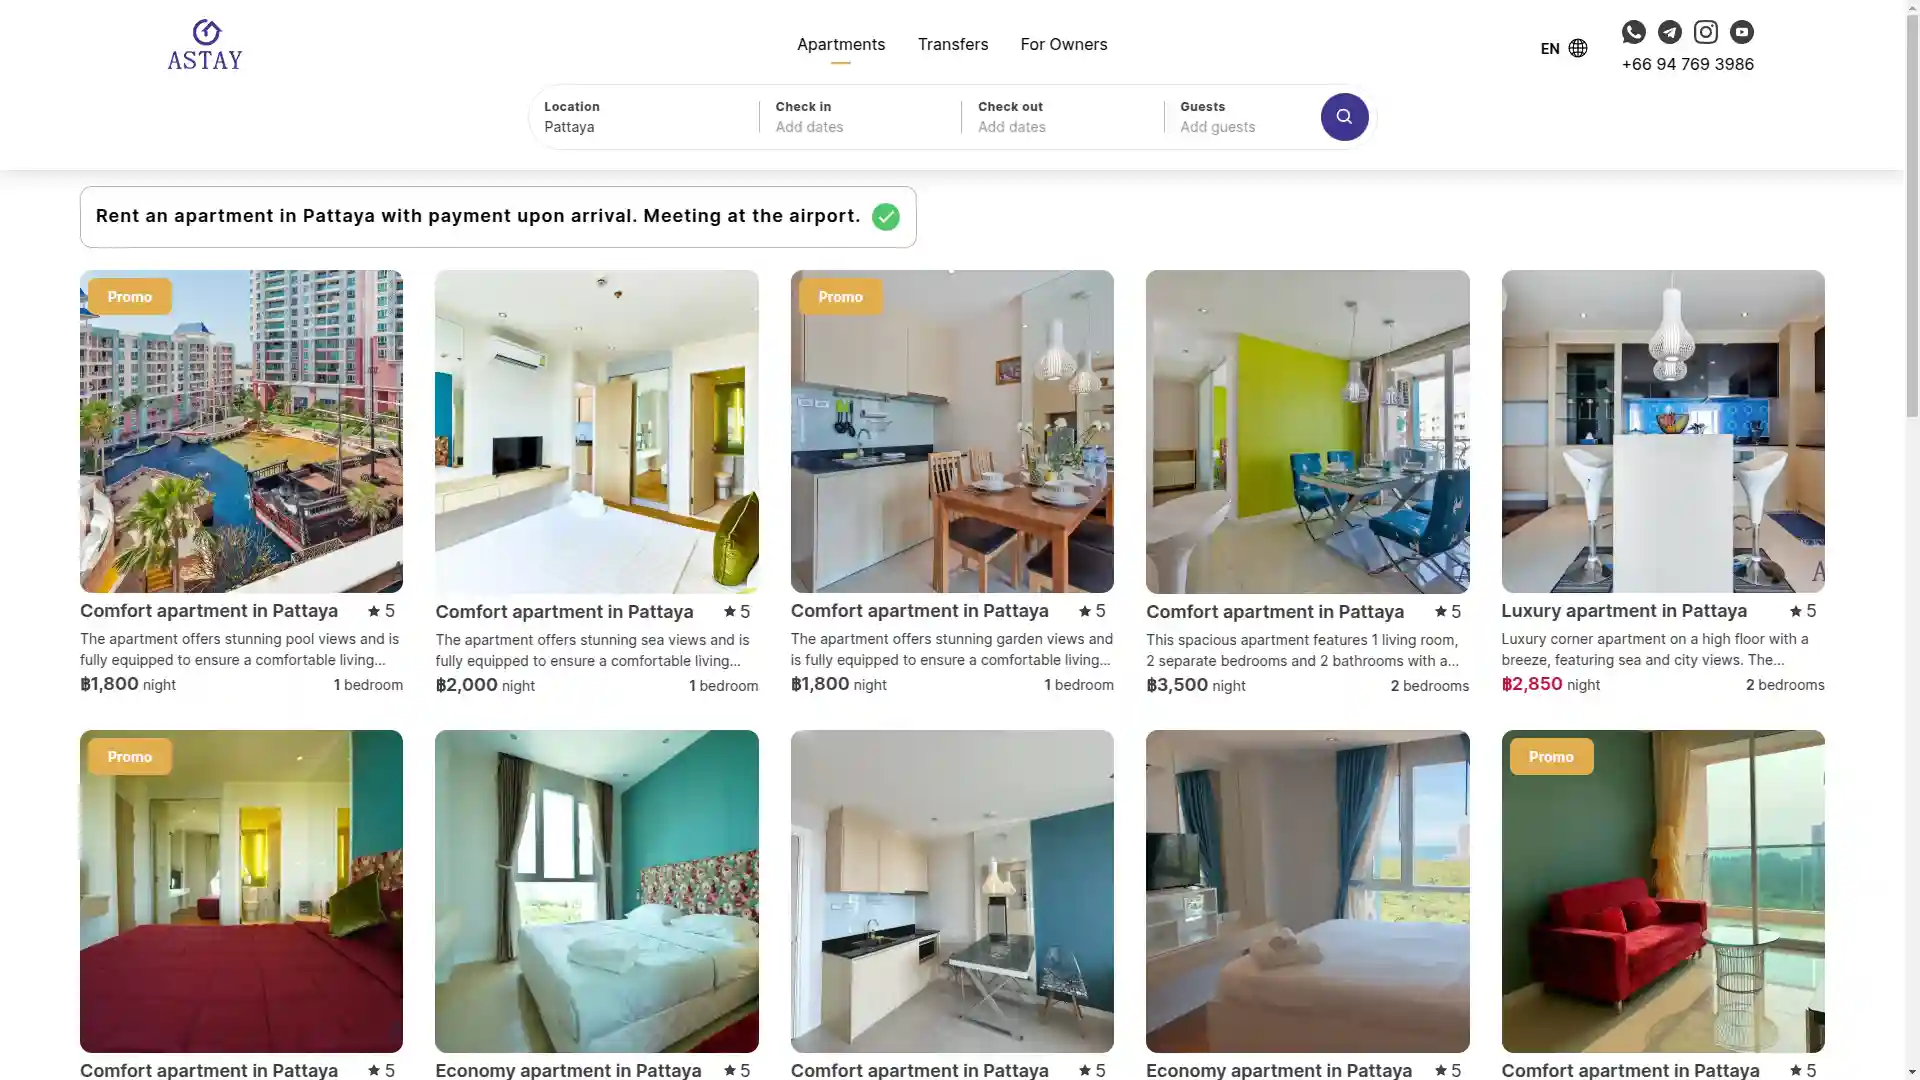 ASTAY
Apartments
Transfers
For Owners
EN
+66 94 769 3986
Location
Pattaya
Check in
Add dates
Check out
Add dates
Guests
Add guests
Rent an apartment in Pattaya with payment upon arrival. Meeting at the airport.
Promo
Comfort apartment in Pattaya ★ 5
The apartment offers stunning pool views and is
fully equipped to ensure a comfortable living...
฿1,800 night 1 bedroom
Comfort apartment in Pattaya ★ 5
The apartment offers stunning sea views and is
fully equipped to ensure a comfortable living...
฿2,000 night 1 bedroom
Promo
Comfort apartment in Pattaya ★ 5
The apartment offers stunning garden views and
is fully equipped to ensure a comfortable living...
฿1,800 night 1 bedroom
Comfort apartment in Pattaya ★ 5
This spacious apartment features 1 living room,
2 separate bedrooms and 2 bathrooms with a...
฿3,500 night 2 bedrooms
Luxury apartment in Pattaya ★ 5
Luxury corner apartment on a high floor with a
breeze, featuring sea and city views. The...
฿2,850 night 2 bedrooms
Promo
Comfort apartment in Pattaya ★ 5
Economy apartment in Pattaya ★ 5
Comfort apartment in Pattaya ★ 5
Economy apartment in Pattaya ★ 5
Promo
Comfort apartment in Pattaya ★ 5